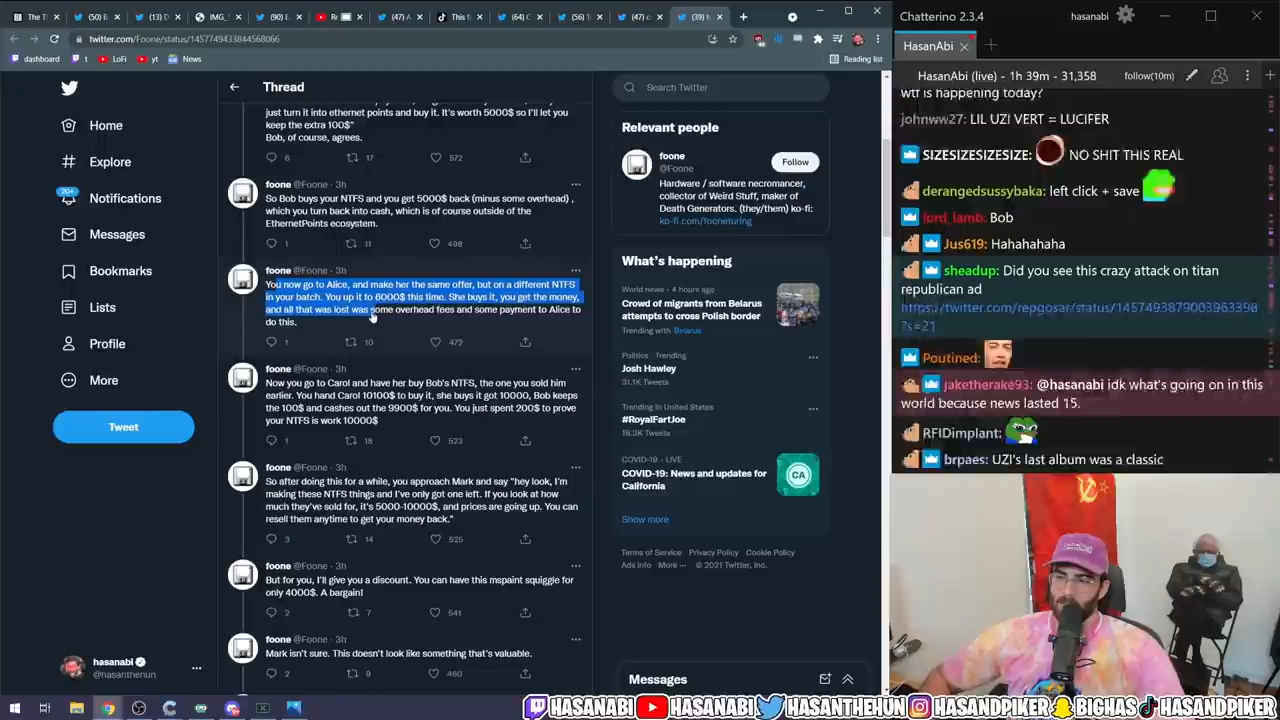 The T
(50) B
(13) D
IMG_
(90) E
Re
(47) A
This f
(64) C
(56) T
(47) c
(39) f
twitter.com/Foone/status/1457749433844568066
dashboard
t
LoFi
yt
News
Reading list
Home
Explore
20+
Notifications
Messages
Bookmarks
Lists
Profile
More
Tweet
hasanabi
@hasanthenun
Thread
just turn it into ethernet points and buy it. It's worth 5000$ so I'll let you
keep the extra 100$"
Bob, of course, agrees.
6 17 572
foone @Foone · 3h
So Bob buys your NTFS and you get 5000$ back (minus some overhead) ,
which you turn back into cash, which is of course outside of the
EthernetPoints ecosystem.
1 11 498
foone @Foone · 3h
You now go to Alice, and make her the same offer, but on a different NTFS
in your batch. You up it to 6000$ this time. She buys it, you get the money,
and all that was lost was some overhead fees and some payment to Alice to
do this.
1 10 472
foone @Foone · 3h
Now you go to Carol and have her buy Bob's NTFS, the one you sold him
earlier. You hand Carol 10100$ to buy it, she buys it got 10000, Bob keeps
the 100$ and cashes out the 9900$ for you. You just spent 200$ to prove
your NTFS is work 10000$
1 18 523
foone @Foone · 3h
So after doing this for a while, you approach Mark and say "hey look, I'm
making these NTFS things and I've only got one left. If you look at how
much they've sold for, it's 5000-10000$, and prices are going up. You can
resell them anytime to get your money back."
3 14 525
foone @Foone · 3h
But for you, I'll give you a discount. You can have this mspaint squiggle for
only 4000$. A bargain!
2 7 541
foone @Foone · 3h
Mark isn't sure. This doesn't look like something that's valuable.
2 9 460
Search Twitter
Relevant people
foone
@Foone
Follow
Hardware / software necromancer,
collector of Weird Stuff, maker of
Death Generators. (they/them) ko-fi:
ko-fi.com/fooneturing
What's happening
World news · 4 hours ago
Crowd of migrants from Belarus
attempts to cross Polish border
Trending with Belarus
Politics · Trending
Josh Hawley
31.1K Tweets
Trending in United States
#RoyalFartJoe
18.3K Tweets
COVID-19 · LIVE
COVID-19: News and updates for
California
CA
Show more
Terms of Service Privacy Policy Cookie Policy
Ads Info More ··· © 2021 Twitter, Inc.
Messages
Chatterino 2.3.4
hasanabi
HasanAbi
HasanAbi (live) - 1h 39m - 31,358
follow(10m)
wtf is happening today?
johnww27: LIL UZI VERT = LUCIFER
SIZESIZESIZESIZE: NO SHIT THIS REAL
derangedsussybaka: left click + save
lprd_lamb: Bob
Jus619: Hahahahaha
sheadup: Did you see this crazy attack on titan
republican ad
https://twitter.com/repgosar/status/1457879025003963398
?s=21
Poutined:
jaketherake93: @hasanabi idk what's going on in this
world because news lasted 15.
RFIDimplant:
brpaes: UZI's last album was a classic
HASANABI HASANABI HASANTHEHUN HASANDPIKER BIGHAS HASANDPIKER